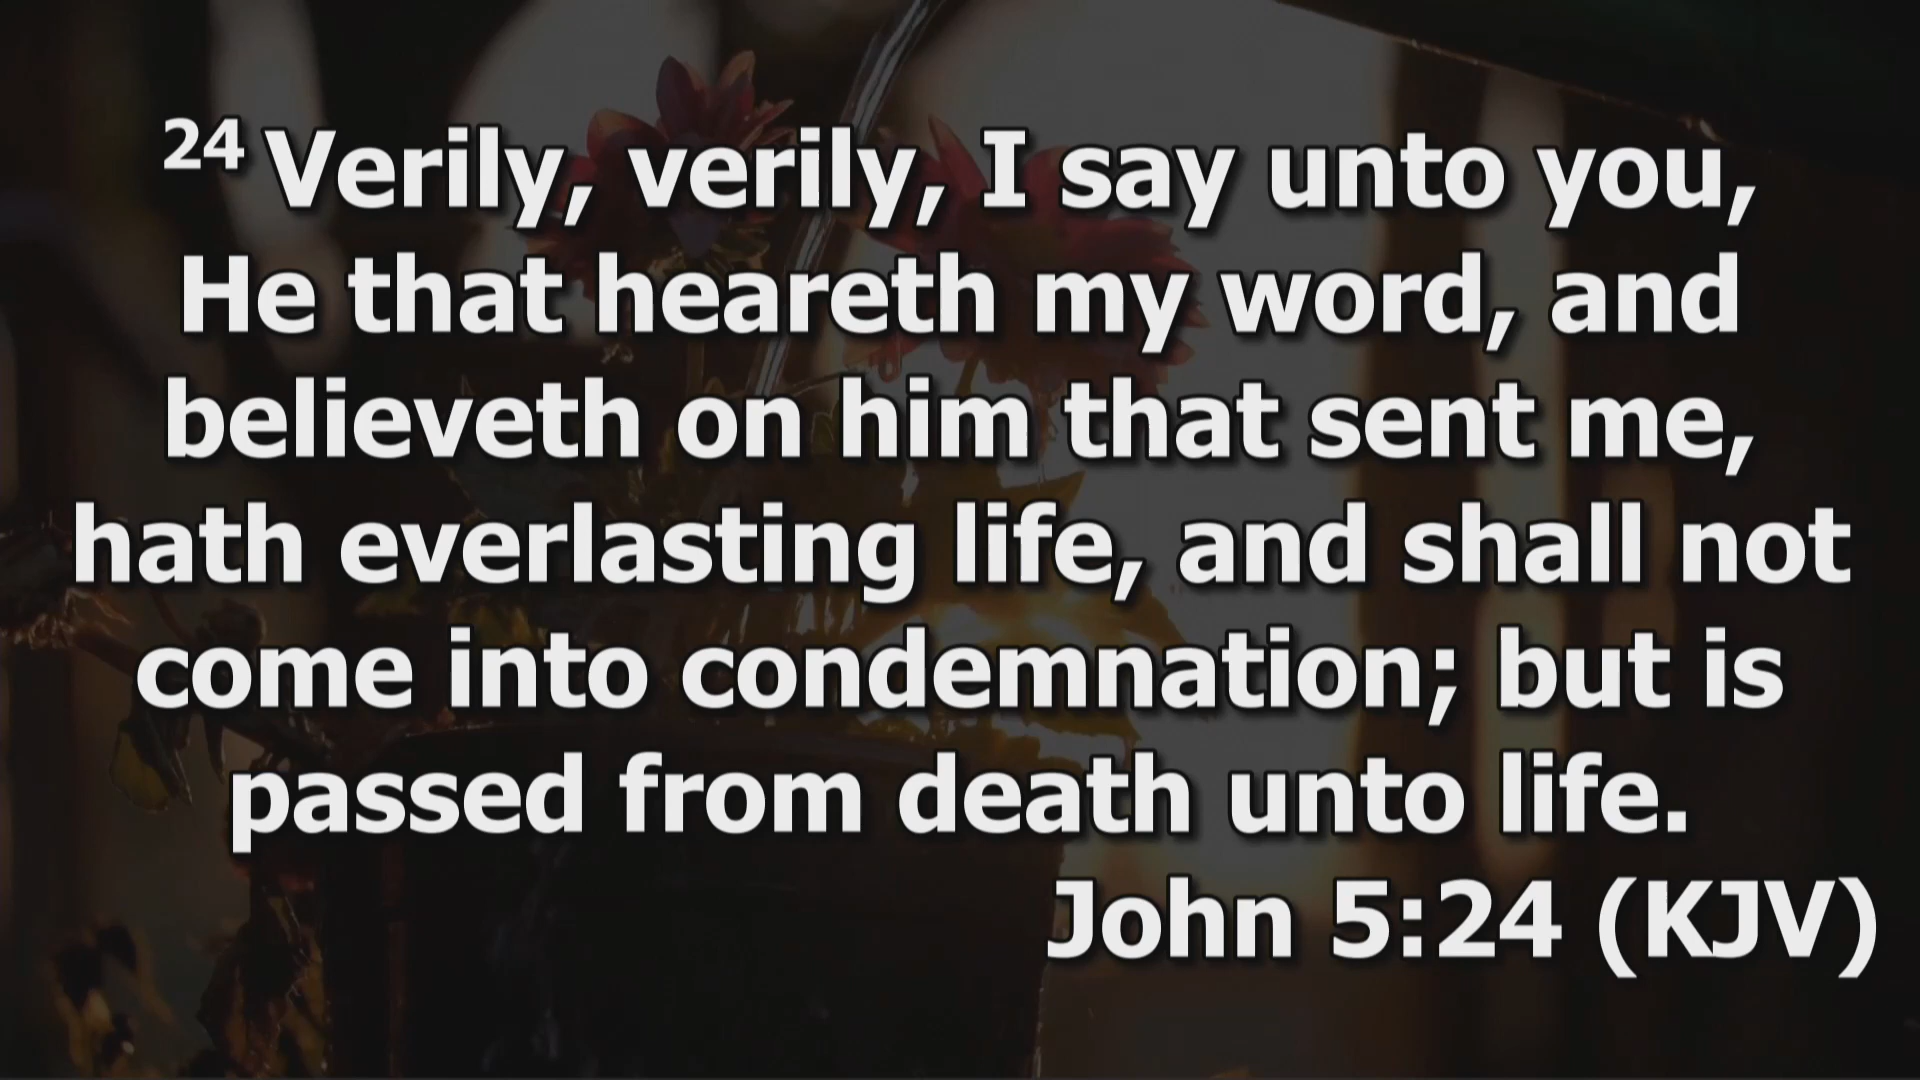 24 Verily, verily, I say unto you,
He that heareth my word, and
believeth on him that sent me,
hath everlasting life, and shall not
come into condemnation; but is
passed from death unto life.
John 5:24 (KJV)